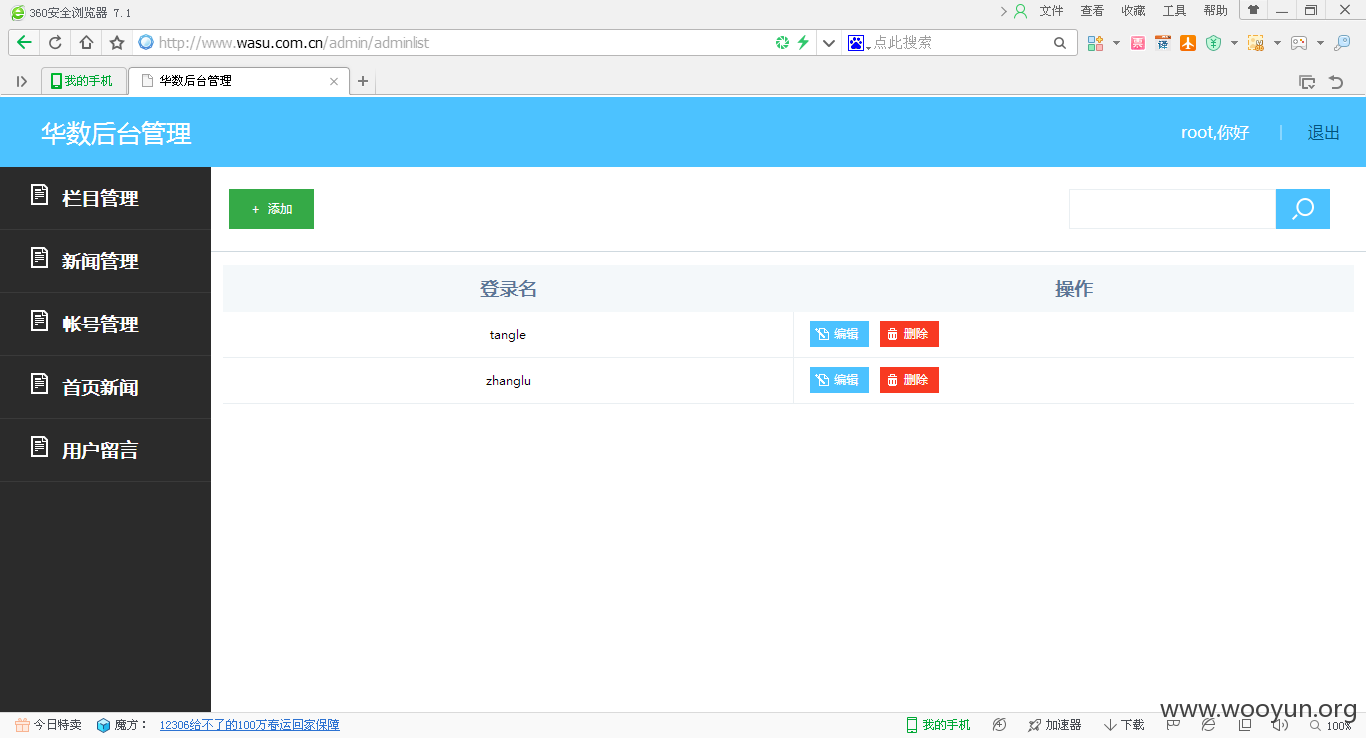 360安全浏览器 7.1
文件 查看 收藏 工具 帮助
http://www.wasu.com.cn/admin/adminlist
点此搜索
我的手机
华数后台管理
华数后台管理
root,你好 | 退出
栏目管理
新闻管理
帐号管理
首页新闻
用户留言
+ 添加
登录名 操作
tangle 编辑 删除
zhanglu 编辑 删除
今日特卖 魔方： 12306给不了的100万春运回家保障
我的手机 加速器 下载 100%
www.wooyun.org